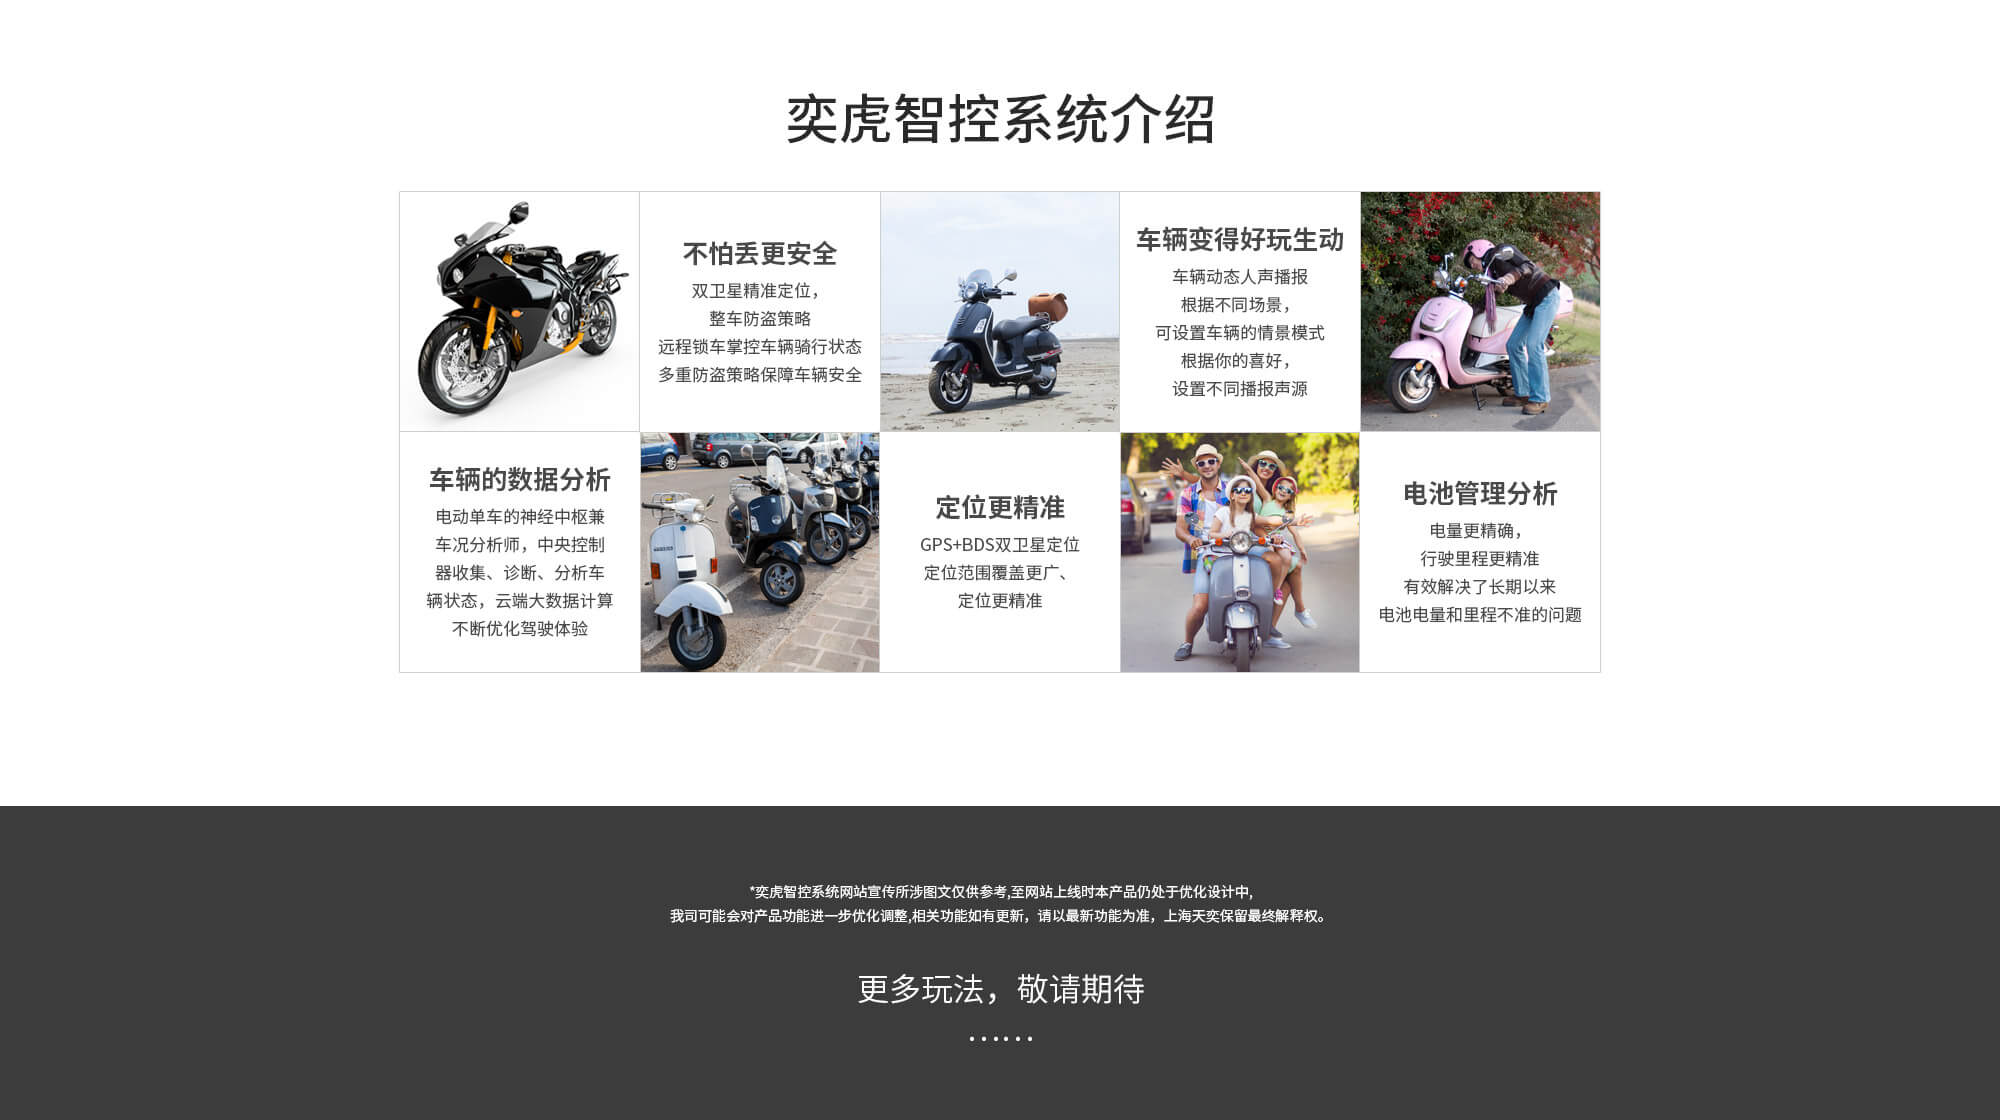 奕虎智控系统介绍
不怕丢更安全
双卫星精准定位，
整车防盗策略
远程锁车掌控车辆骑行状态
多重防盗策略保障车辆安全
车辆变得好玩生动
车辆动态人声播报
根据不同场景，
可设置车辆的情景模式
根据你的喜好，
设置不同播报声源
车辆的数据分析
电动单车的神经中枢兼
车况分析师，中央控制
器收集、诊断、分析车
辆状态，云端大数据计算
不断优化驾驶体验
定位更精准
GPS+BDS双卫星定位
定位范围覆盖更广、
定位更精准
电池管理分析
电量更精确，
行驶里程更精准
有效解决了长期以来
电池电量和里程不准的问题
*奕虎智控系统网站宣传所涉图文仅供参考,至网站上线时本产品仍处于优化设计中,
我司可能会对产品功能进一步优化调整,相关功能如有更新，请以最新功能为准，上海天奕保留最终解释权。
更多玩法，敬请期待
······